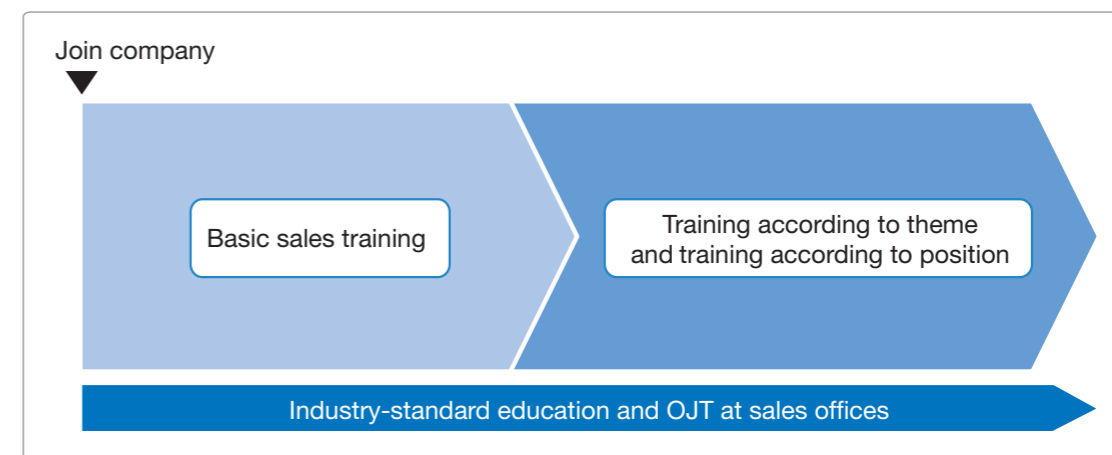 Join company
Basic sales training
Training according to theme
and training according to position
Industry-standard education and OJT at sales offices